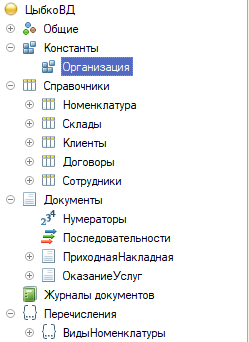 ЦыбкоВД
Общие
Константы
Организация
Справочники
Номенклатура
Склады
Клиенты
Договоры
Сотрудники
Документы
Нумераторы
Последовательности
ПриходнаяНакладная
ОказаниеУслуг
Журналы документов
Перечисления
ВидыНоменклатуры